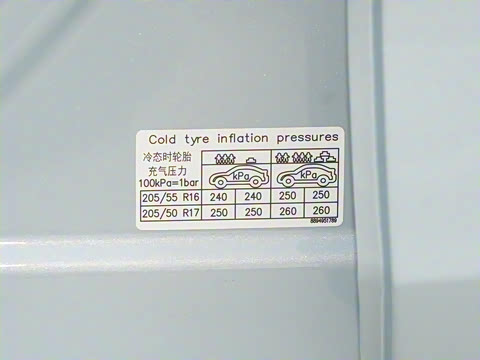 Cold tyre inflation pressures
冷态时轮胎
充气压力
100kPa=1bar
kPa kPa
205/55 R16 240 240 250 250
205/50 R17 250 250 260 260